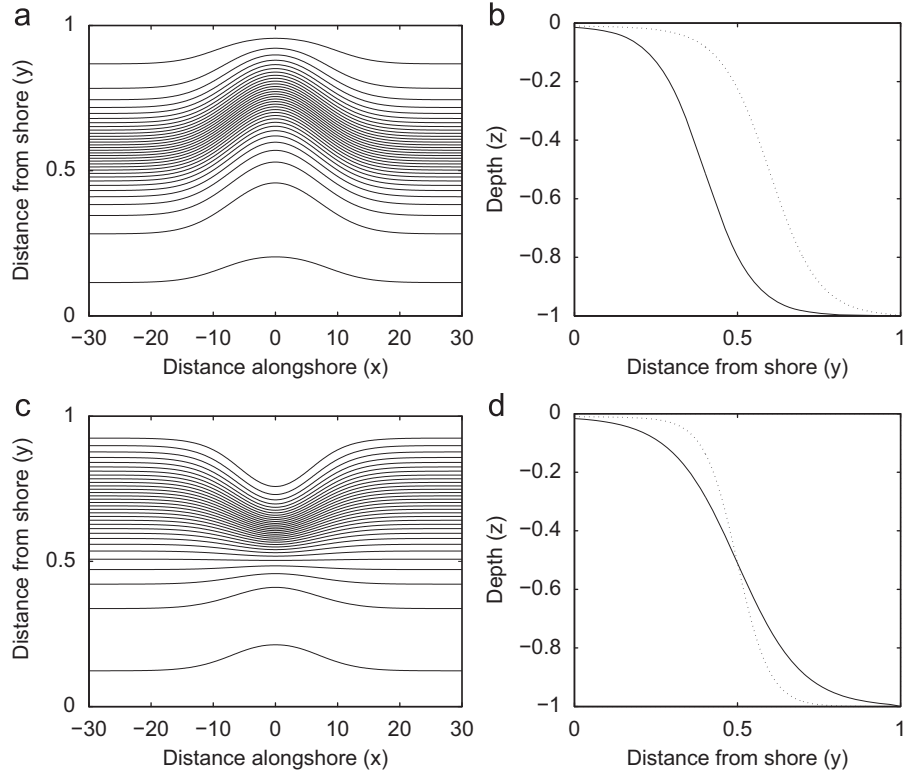 a
1
0.5
0
Distance from shore (y)
−30 −20 −10 0 10 20 30
Distance alongshore (x)
b
0
−0.2
−0.4
−0.6
−0.8
−1
Depth (z)
0 0.5 1
Distance from shore (y)
c
1
0.5
0
Distance from shore (y)
−30 −20 −10 0 10 20 30
Distance alongshore (x)
d
0
−0.2
−0.4
−0.6
−0.8
−1
Depth (z)
0 0.5 1
Distance from shore (y)